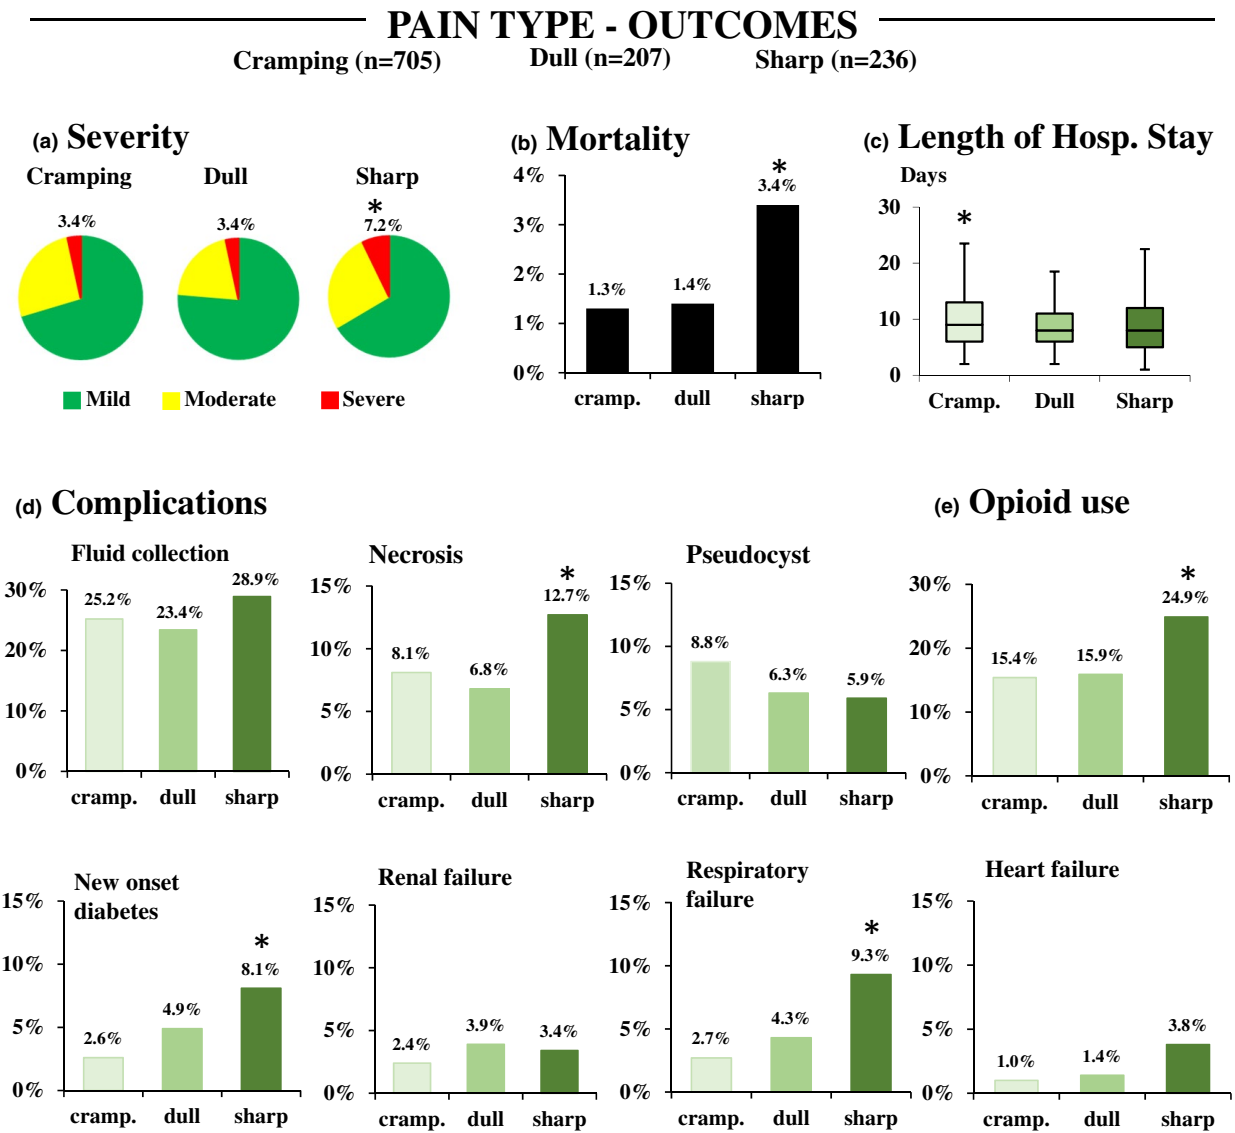 PAIN TYPE - OUTCOMES
Cramping (n=705) Dull (n=207) Sharp (n=236)
(a) Severity
Cramping Dull Sharp
*
3.4% 3.4% 7.2%
Mild Moderate Severe
(b) Mortality
4%
3%
2%
1%
0%
1.3% 1.4% 3.4%
*
cramp. dull sharp
(c) Length of Hosp. Stay
Days
30
20
10
0
*
Cramp. Dull Sharp
(d) Complications
Fluid collection
30%
20%
10%
0%
25.2% 23.4% 28.9%
cramp. dull sharp
Necrosis
15%
10%
5%
0%
8.1% 6.8% 12.7%
*
cramp. dull sharp
Pseudocyst
15%
10%
5%
0%
8.8% 6.3% 5.9%
cramp. dull sharp
(e) Opioid use
30%
20%
10%
0%
15.4% 15.9% 24.9%
*
cramp. dull sharp
New onset
diabetes
15%
10%
5%
0%
2.6% 4.9% 8.1%
*
cramp. dull sharp
Renal failure
15%
10%
5%
0%
2.4% 3.9% 3.4%
cramp. dull sharp
Respiratory
failure
15%
10%
5%
0%
2.7% 4.3% 9.3%
*
cramp. dull sharp
Heart failure
15%
10%
5%
0%
1.0% 1.4% 3.8%
cramp. dull sharp